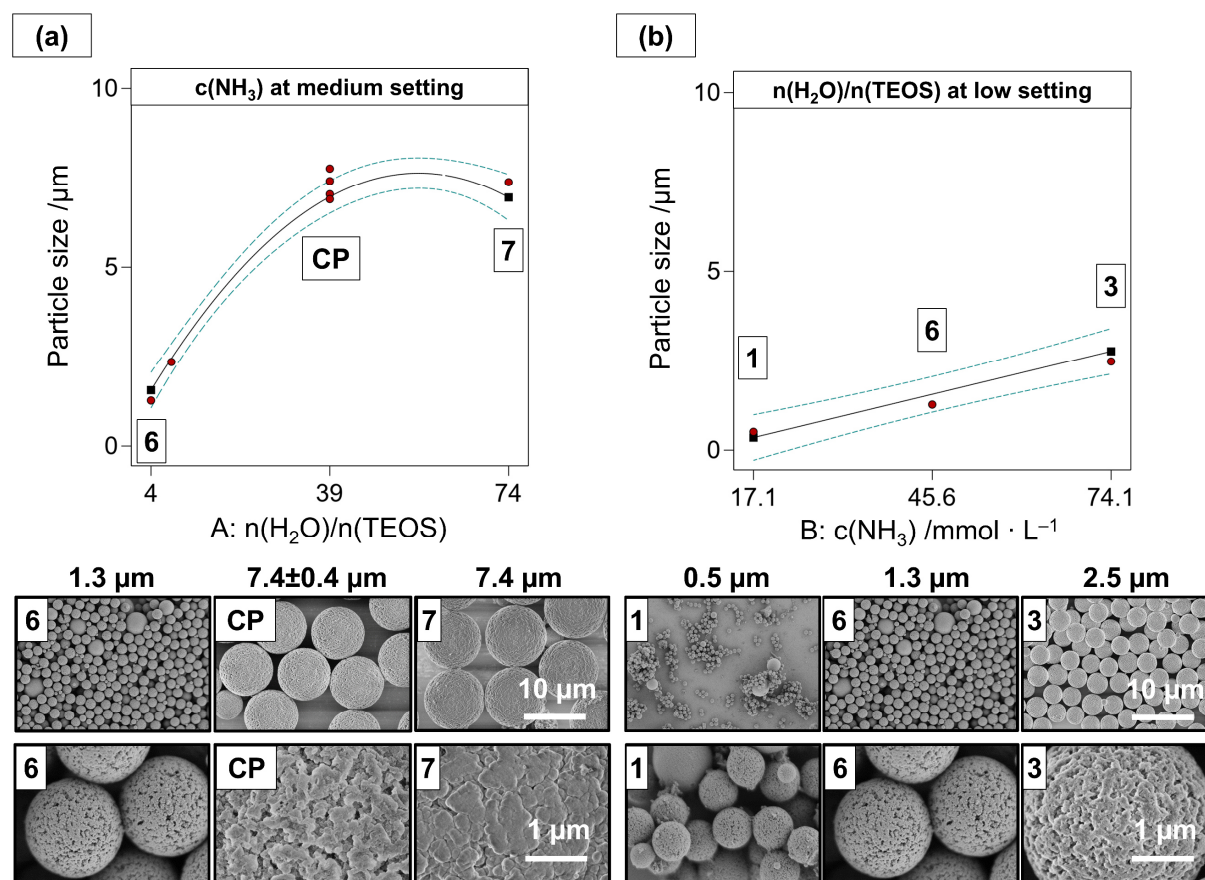 (a)
c(NH₃) at medium setting
10
5
0
Particle size /µm
CP
7
6
4
39
74
A: n(H₂O)/n(TEOS)
1.3 µm
7.4±0.4 µm
7.4 µm
6
CP
7
10 µm
6
CP
7
1 µm
(b)
n(H₂O)/n(TEOS) at low setting
10
5
0
Particle size /µm
1
6
3
17.1
45.6
74.1
B: c(NH₃) /mmol · L⁻¹
0.5 µm
1.3 µm
2.5 µm
1
6
3
10 µm
1
6
3
1 µm